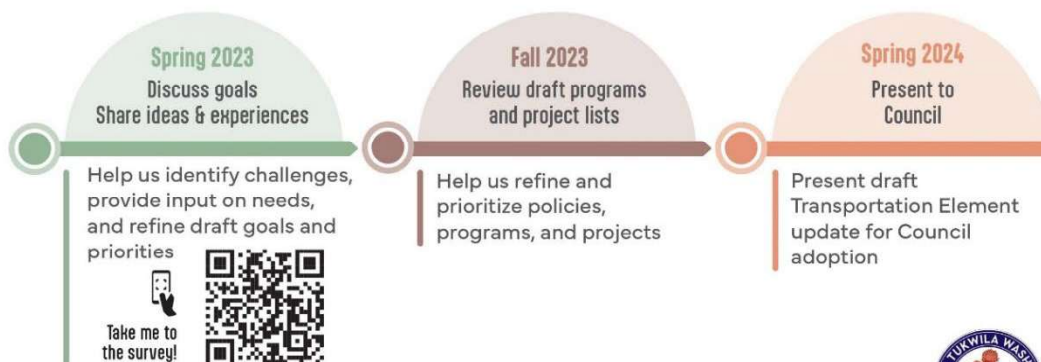 Spring 2023
Discuss goals
Share ideas & experiences
Help us identify challenges,
provide input on needs,
and refine draft goals and
priorities
Take me to
the survey!
Fall 2023
Review draft programs
and project lists
Help us refine and
prioritize policies,
programs, and projects
Spring 2024
Present to
Council
Present draft
Transportation Element
update for Council
adoption
TUKWILA WASH